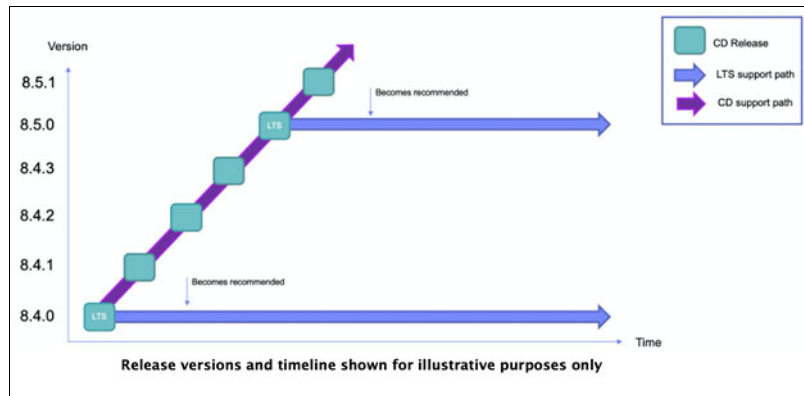 Version
CD Release
LTS support path
CD support path
8.5.1
Becomes recommended
8.5.0
LTS
8.4.3
8.4.2
8.4.1
Becomes recommended
8.4.0
LTS
Time
Release versions and timeline shown for illustrative purposes only